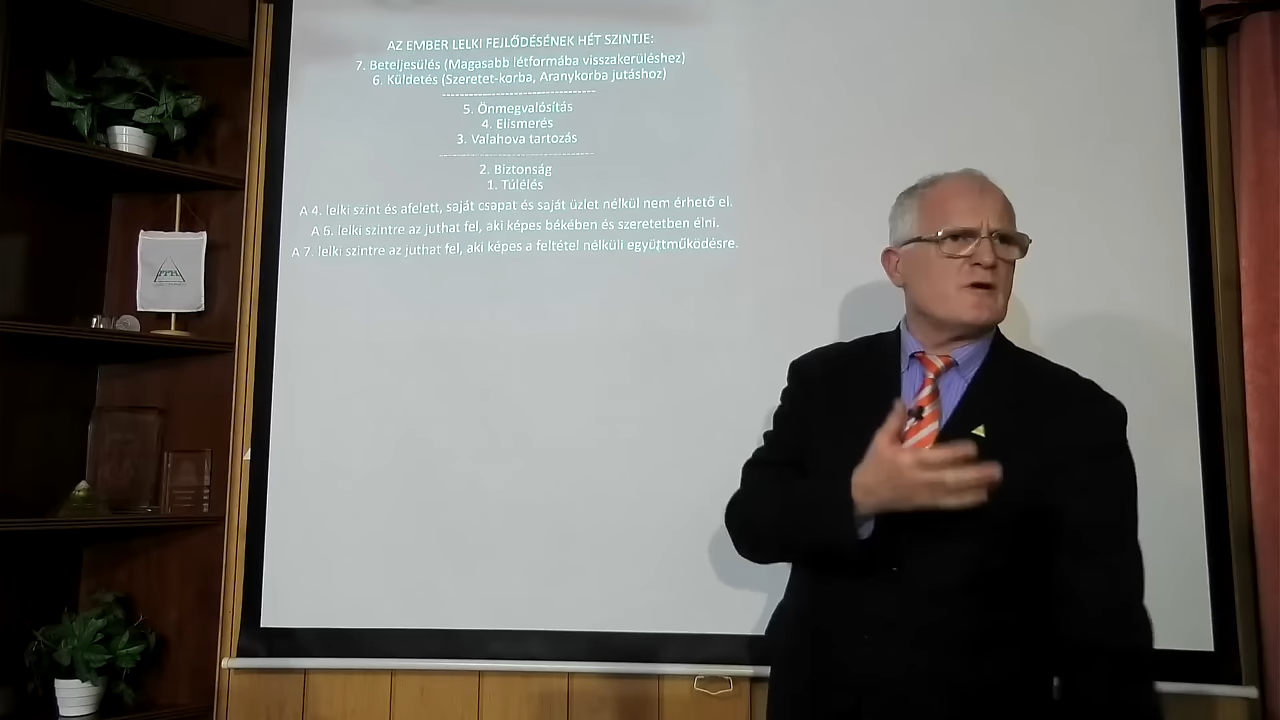 AZ EMBER LELKI FEJLŐDÉSÉNEK HÉT SZINTJE:
7. Beteljesülés (Magasabb létformába visszakerüléshez)
6. Küldetés (Szeretet-korba, Aranykorba jutáshoz)
5. Önmegvalósítás
4. Elismerés
3. Valahova tartozás
2. Biztonság
1. Túlélés
A 4. lelki szint és afelett, saját csapat és saját üzlet nélkül nem érhető el.
A 6. lelki szintre az juthat fel, aki képes békében és szeretetben élni.
A 7. lelki szintre az juthat fel, aki képes a feltétel nélküli együttműködésre.